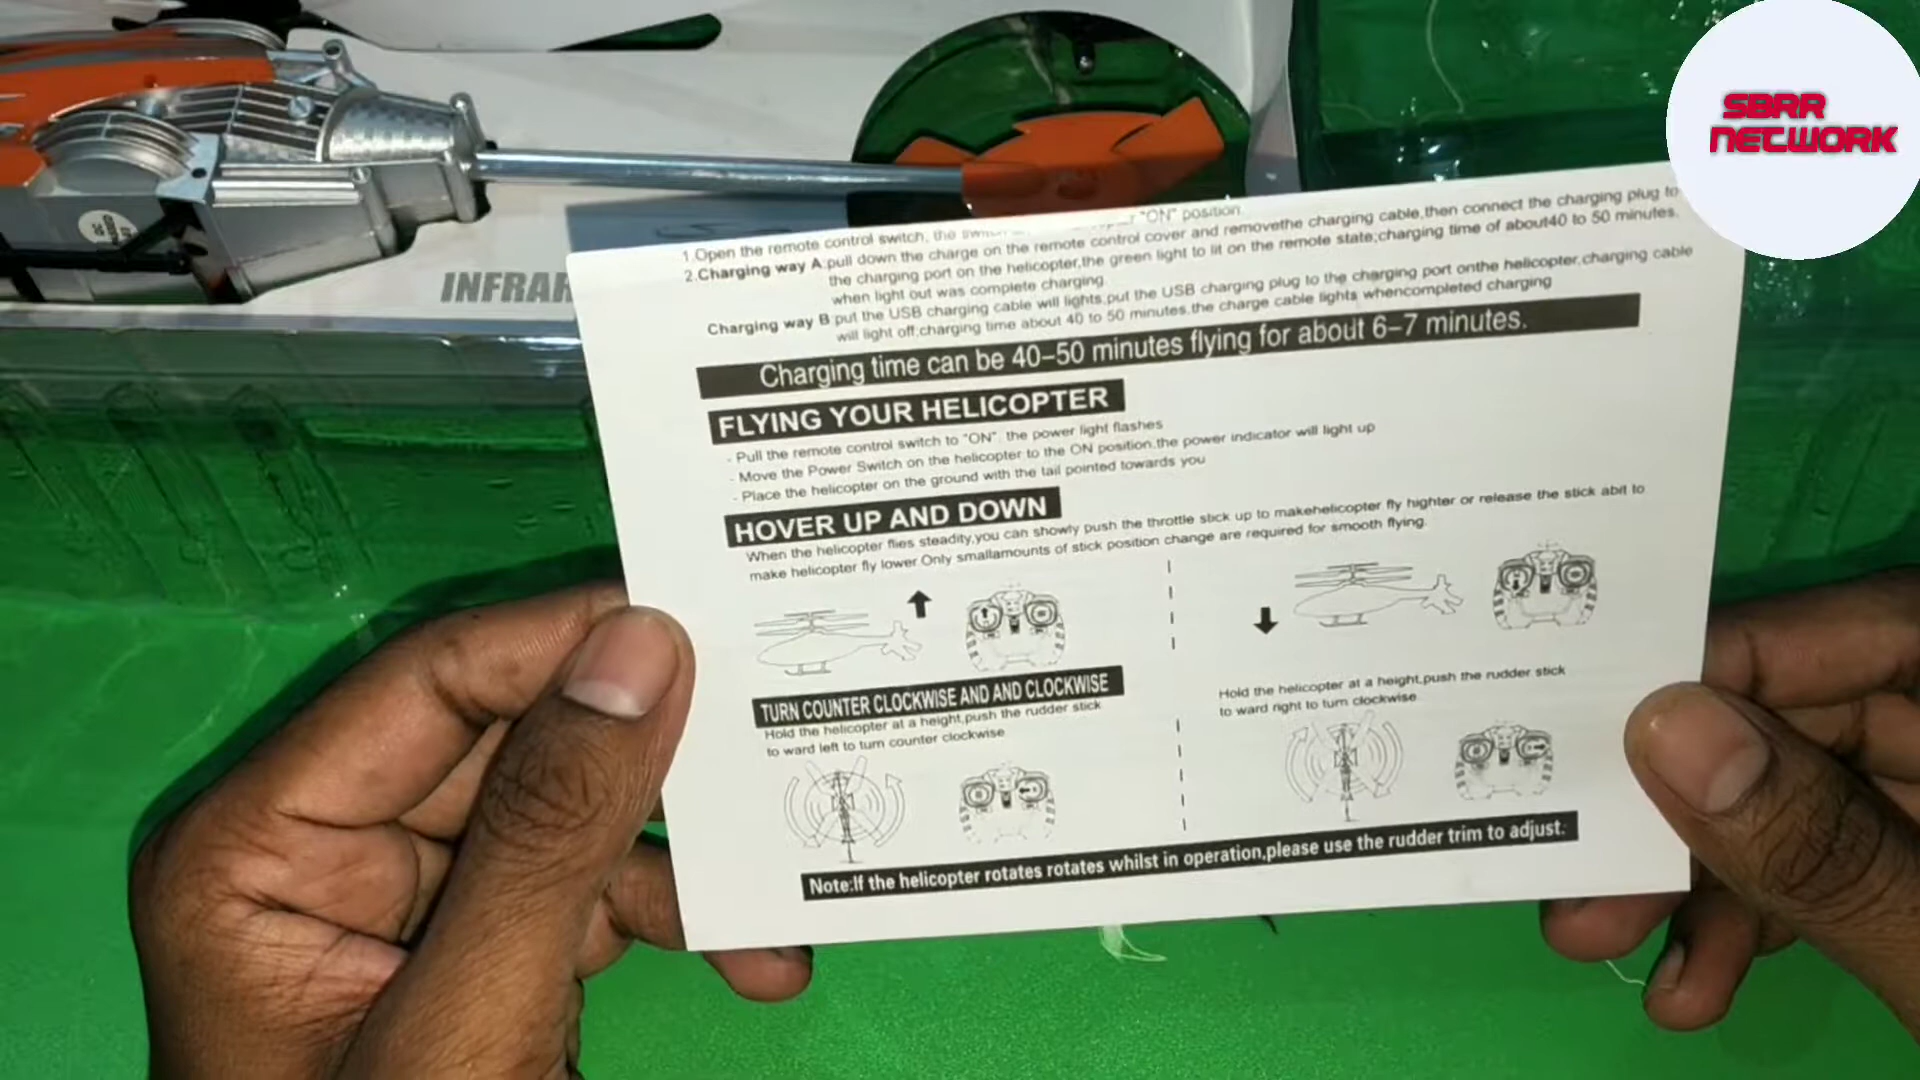 SBRR
NETWORK
INFRAR
1.Open the remote control switch, the "ON" position.
2.Charging way A:pull down the charge on the remote control cover and removethe charging cable,then connect the charging plug to
the charging port on the helicopter,the green light to lit on the remote state;charging time of about40 to 50 minutes,
when light out was complete charging.
Charging way B:put the USB charging cable will lights,put the USB charging plug to the charging port onthe helicopter,charging cable
will light off;charging time about 40 to 50 minutes.the charge cable lights whencompleted charging
Charging time can be 40-50 minutes flying for about 6-7 minutes.
FLYING YOUR HELICOPTER
- Pull the remote control switch to "ON". the power light flashes
- Move the Power Switch on the helicopter to the ON position.the power indicator will light up
- Place the helicopter on the ground with the tail pointed towards you
HOVER UP AND DOWN
When the helicopter flies steadity,you can showly push the throttle stick up to makehelicopter fly highter or release the stick abit to
make helicopter fly lower.Only smallamounts of stick position change are required for smooth flying.
TURN COUNTER CLOCKWISE AND AND CLOCKWISE
Hold the helicopter at a height,push the rudder stick
to ward left to turn counter clockwise
Hold the helicopter at a height,push the rudder stick
to ward right to turn clockwise
Note:If the helicopter rotates rotates whilst in operation,please use the rudder trim to adjust.